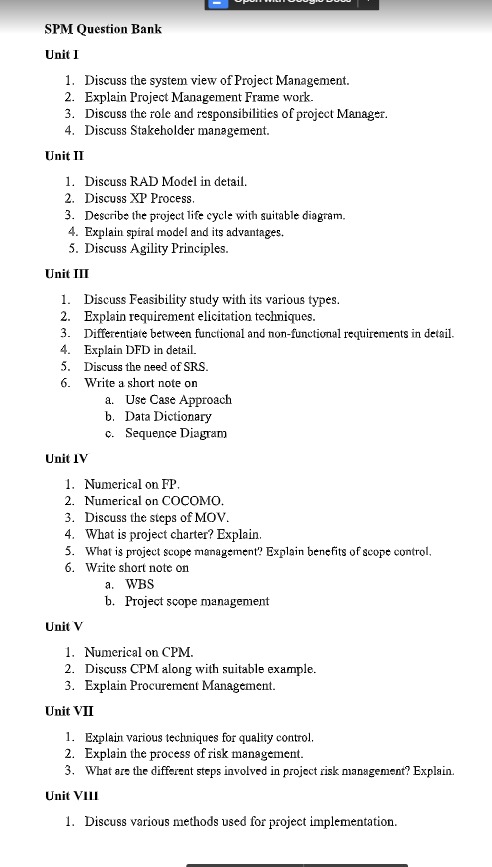 SPM Question Bank
Unit I
1. Discuss the system view of Project Management.
2. Explain Project Management Frame work.
3. Discuss the role and responsibilities of project Manager.
4. Discuss Stakeholder management.
Unit II
1. Discuss RAD Model in detail.
2. Discuss XP Process.
3. Describe the project life cycle with suitable diagram.
4. Explain spiral model and its advantages.
5. Discuss Agility Principles.
Unit III
1. Discuss Feasibility study with its various types.
2. Explain requirement elicitation techniques.
3. Differentiate between functional and non-functional requirements in detail.
4. Explain DFD in detail.
5. Discuss the need of SRS.
6. Write a short note on
a. Use Case Approach
b. Data Dictionary
c. Sequence Diagram
Unit IV
1. Numerical on FP.
2. Numerical on COCOMO.
3. Discuss the steps of MOV.
4. What is project charter? Explain.
5. What is project scope management? Explain benefits of scope control.
6. Write short note on
a. WBS
b. Project scope management
Unit V
1. Numerical on CPM.
2. Discuss CPM along with suitable example.
3. Explain Procurement Management.
Unit VII
1. Explain various techniques for quality control.
2. Explain the process of risk management.
3. What are the different steps involved in project risk management? Explain.
Unit VIII
1. Discuss various methods used for project implementation.